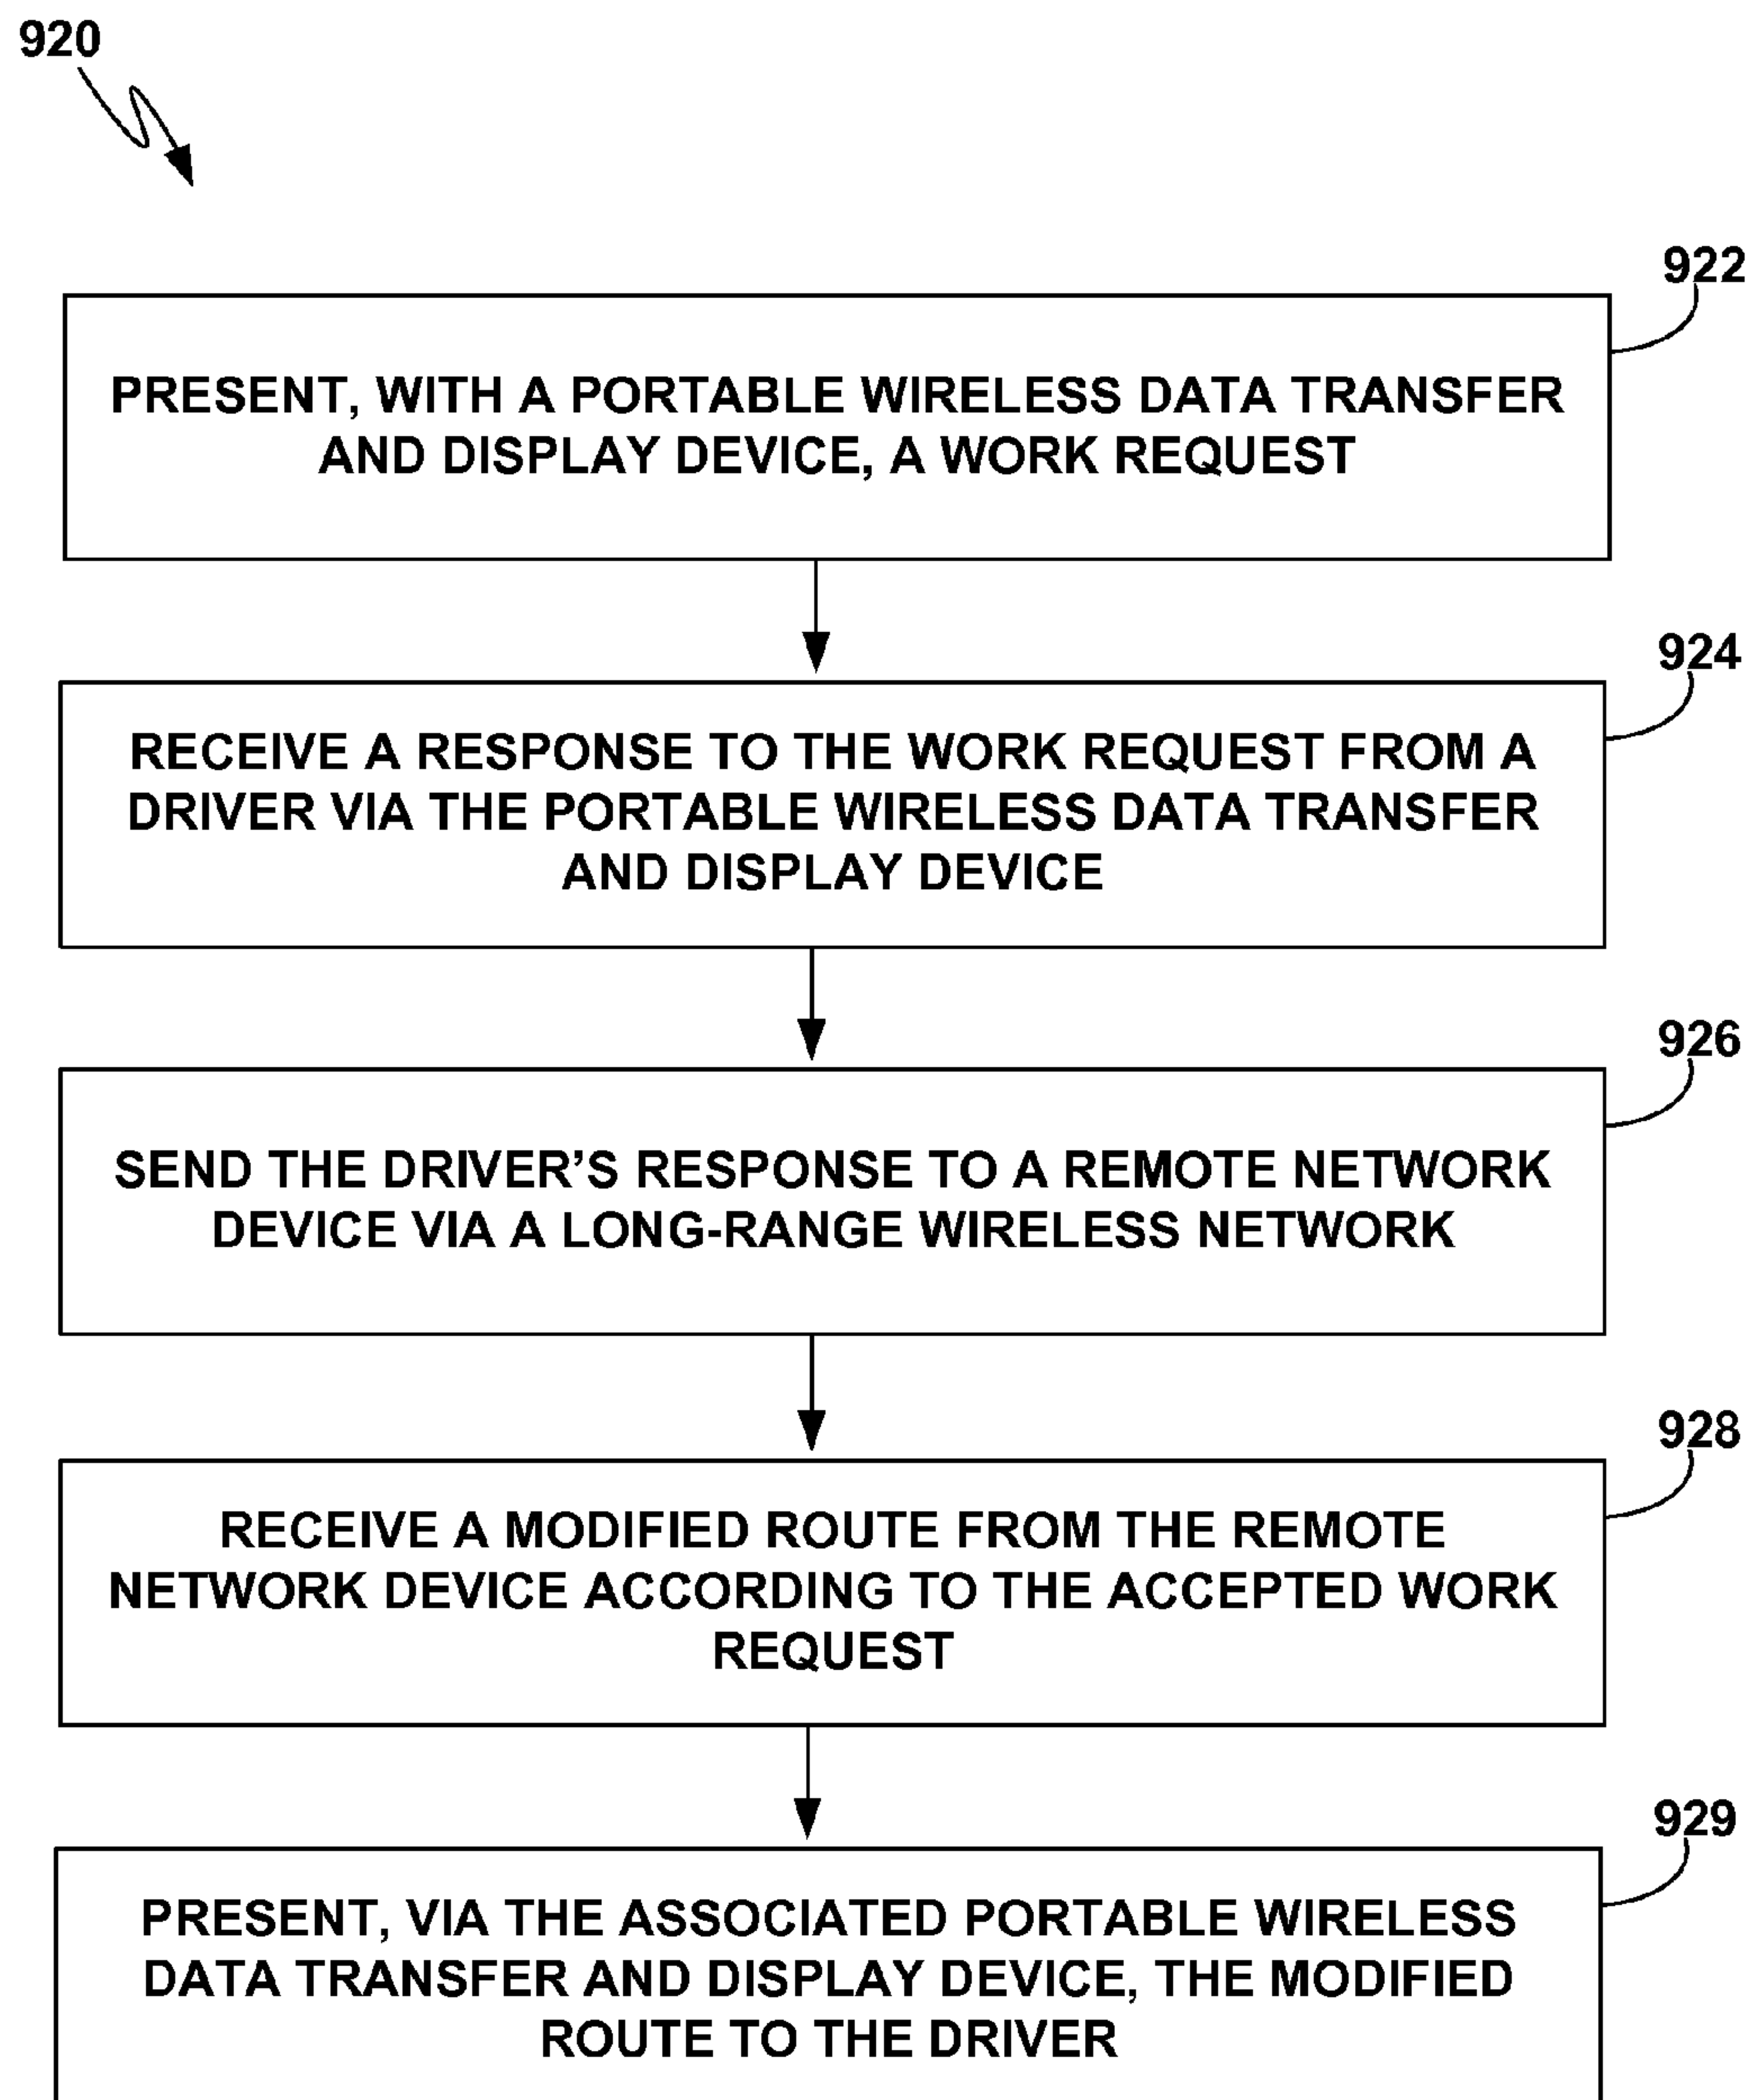 920
922
PRESENT, WITH A PORTABLE WIRELESS DATA TRANSFER
AND DISPLAY DEVICE, A WORK REQUEST
924
RECEIVE A RESPONSE TO THE WORK REQUEST FROM A
DRIVER VIA THE PORTABLE WIRELESS DATA TRANSFER
AND DISPLAY DEVICE
926
SEND THE DRIVER’S RESPONSE TO A REMOTE NETWORK
DEVICE VIA A LONG-RANGE WIRELESS NETWORK
928
RECEIVE A MODIFIED ROUTE FROM THE REMOTE
NETWORK DEVICE ACCORDING TO THE ACCEPTED WORK
REQUEST
929
PRESENT, VIA THE ASSOCIATED PORTABLE WIRELESS
DATA TRANSFER AND DISPLAY DEVICE, THE MODIFIED
ROUTE TO THE DRIVER